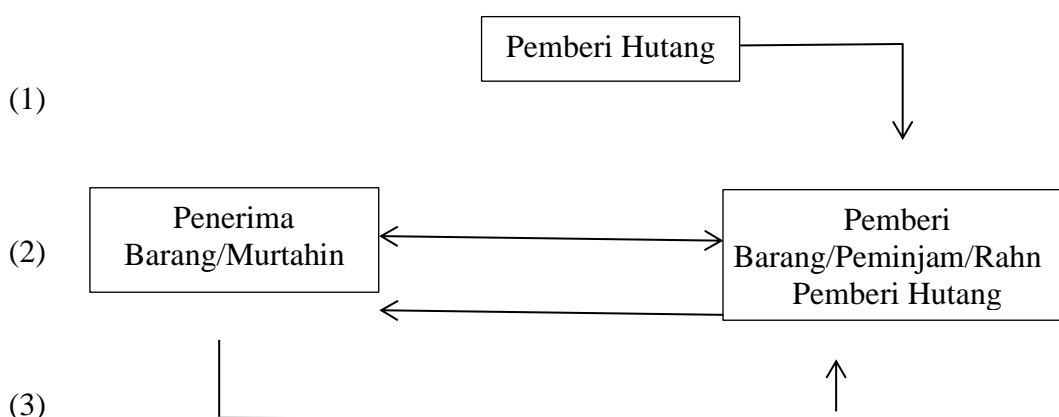 Pemberi Hutang
(1)
Penerima
Barang/Murtahin
(2)
Pemberi
Barang/Peminjam/Rahn
Pemberi Hutang
(3)